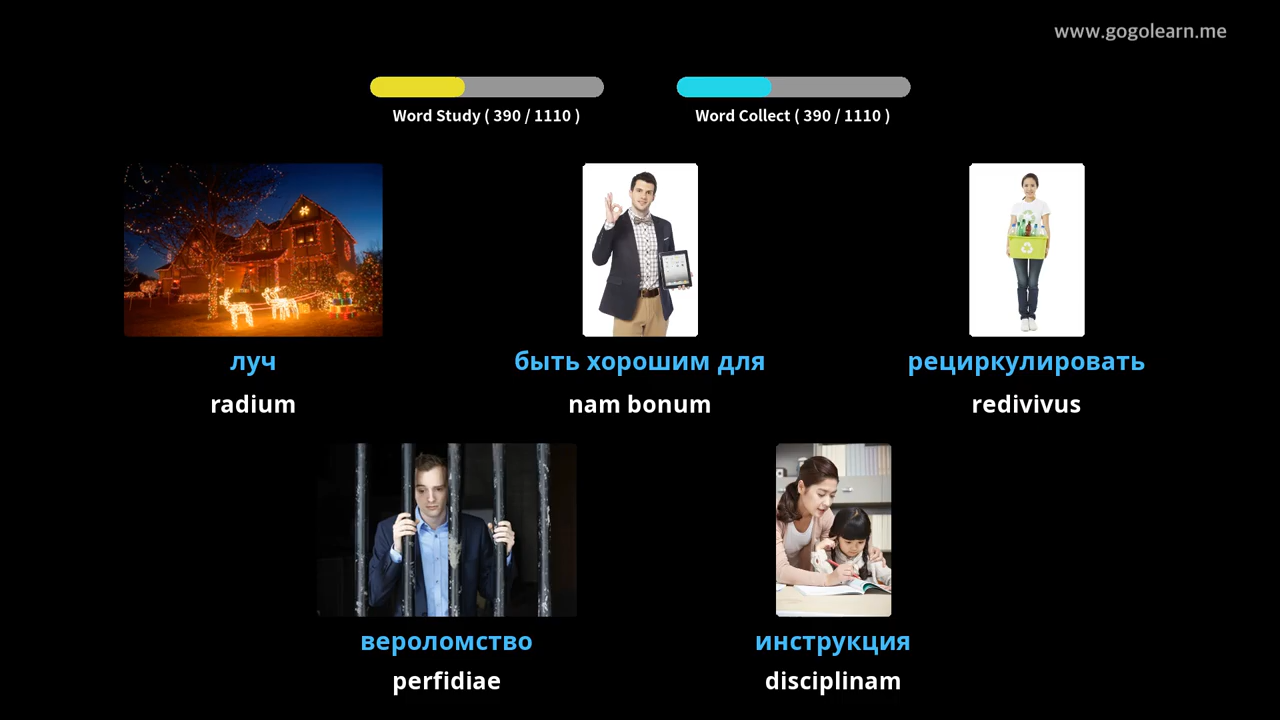 www.gogolearn.me
Word Study ( 390 / 1110 )
Word Collect ( 390 / 1110 )
луч
быть хорошим для
рециркулировать
radium
nam bonum
redivivus
вероломство
инструкция
perfidiae
disciplinam